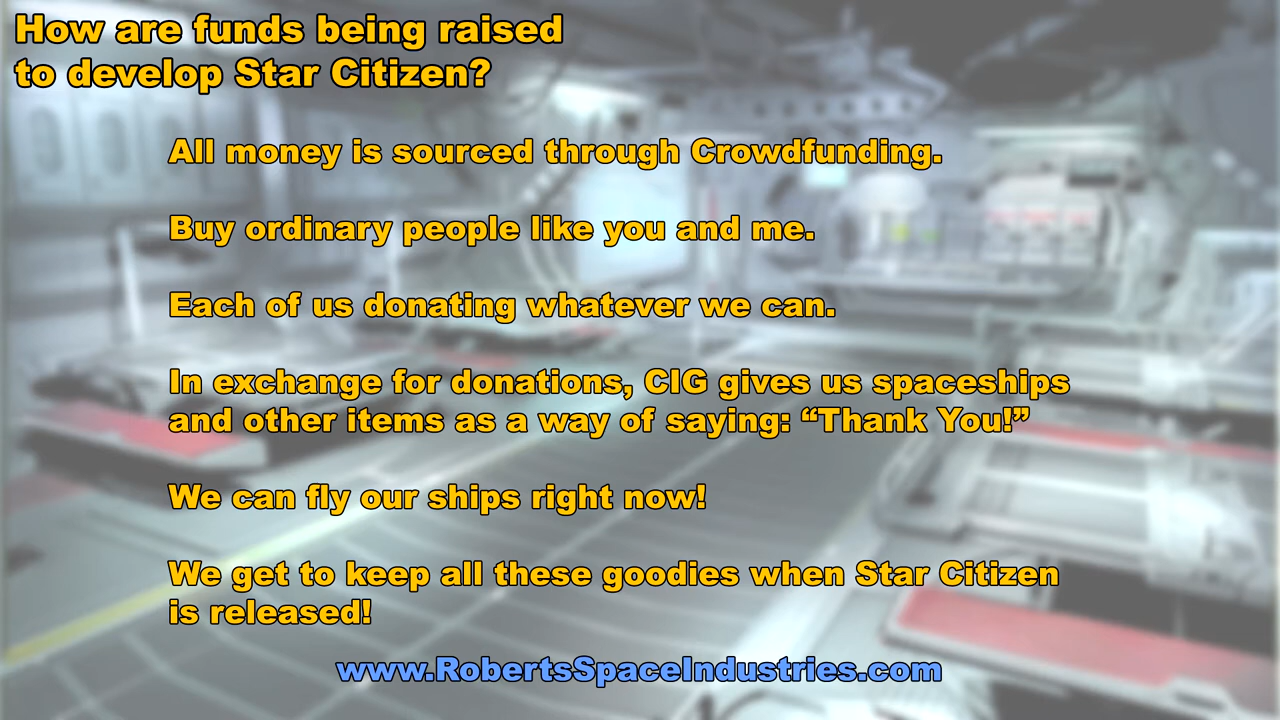 How are funds being raised
to develop Star Citizen?
All money is sourced through Crowdfunding.
Buy ordinary people like you and me.
Each of us donating whatever we can.
In exchange for donations, CIG gives us spaceships
and other items as a way of saying: “Thank You!”
We can fly our ships right now!
We get to keep all these goodies when Star Citizen
is released!
www.RobertsSpaceIndustries.com